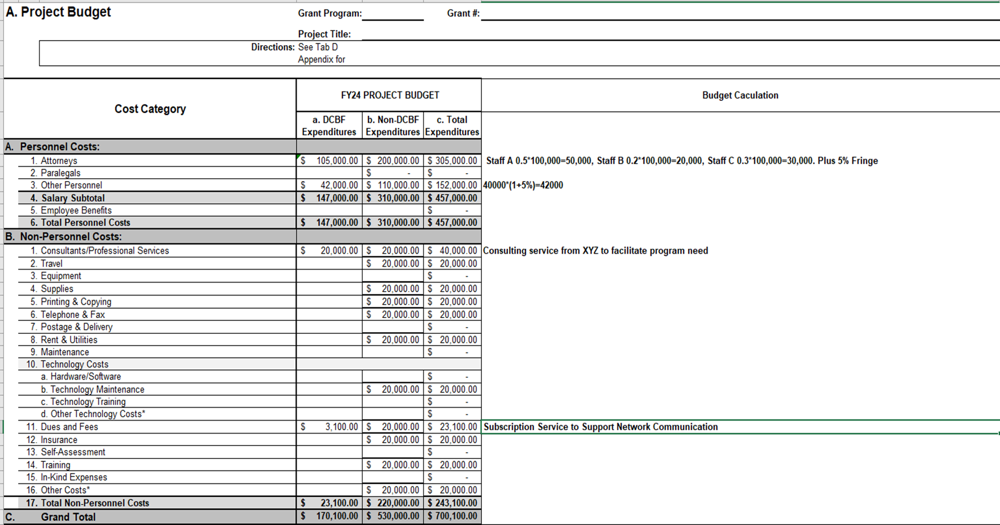 A. Project Budget Grant Program: Grant #:
Project Title:
Directions: See Tab D
Appendix for
Cost Category FY24 PROJECT BUDGET Budget Caculation
a. DCBF b. Non-DCBF c. Total
Expenditures Expenditures Expenditures
A. Personnel Costs:
1. Attorneys $ 105,000.00 $ 200,000.00 $ 305,000.00 Staff A 0.5*100,000=50,000, Staff B 0.2*100,000=20,000, Staff C 0.3*100,000=30,000. Plus 5% Fringe
2. Paralegals $ - $ -
3. Other Personnel $ 42,000.00 $ 110,000.00 $ 152,000.00 40000*(1+5%)=42000
4. Salary Subtotal $ 147,000.00 $ 310,000.00 $ 457,000.00
5. Employee Benefits $ -
6. Total Personnel Costs $ 147,000.00 $ 310,000.00 $ 457,000.00
B. Non-Personnel Costs:
1. Consultants/Professional Services $ 20,000.00 $ 20,000.00 $ 40,000.00 Consulting service from XYZ to facilitate program need
2. Travel $ 20,000.00 $ 20,000.00
3. Equipment $ -
4. Supplies $ 20,000.00 $ 20,000.00
5. Printing & Copying $ 20,000.00 $ 20,000.00
6. Telephone & Fax $ 20,000.00 $ 20,000.00
7. Postage & Delivery $ -
8. Rent & Utilities $ 20,000.00 $ 20,000.00
9. Maintenance $ -
10. Technology Costs
a. Hardware/Software $ -
b. Technology Maintenance $ 20,000.00 $ 20,000.00
c. Technology Training $ -
d. Other Technology Costs* $ -
11. Dues and Fees $ 3,100.00 $ 20,000.00 $ 23,100.00 Subscription Service to Support Network Communication
12. Insurance $ 20,000.00 $ 20,000.00
13. Self-Assessment $ -
14. Training $ 20,000.00 $ 20,000.00
15. In-Kind Expenses $ -
16. Other Costs* $ 20,000.00 $ 20,000.00
17. Total Non-Personnel Costs $ 23,100.00 $ 220,000.00 $ 243,100.00
C. Grand Total $ 170,100.00 $ 530,000.00 $ 700,100.00